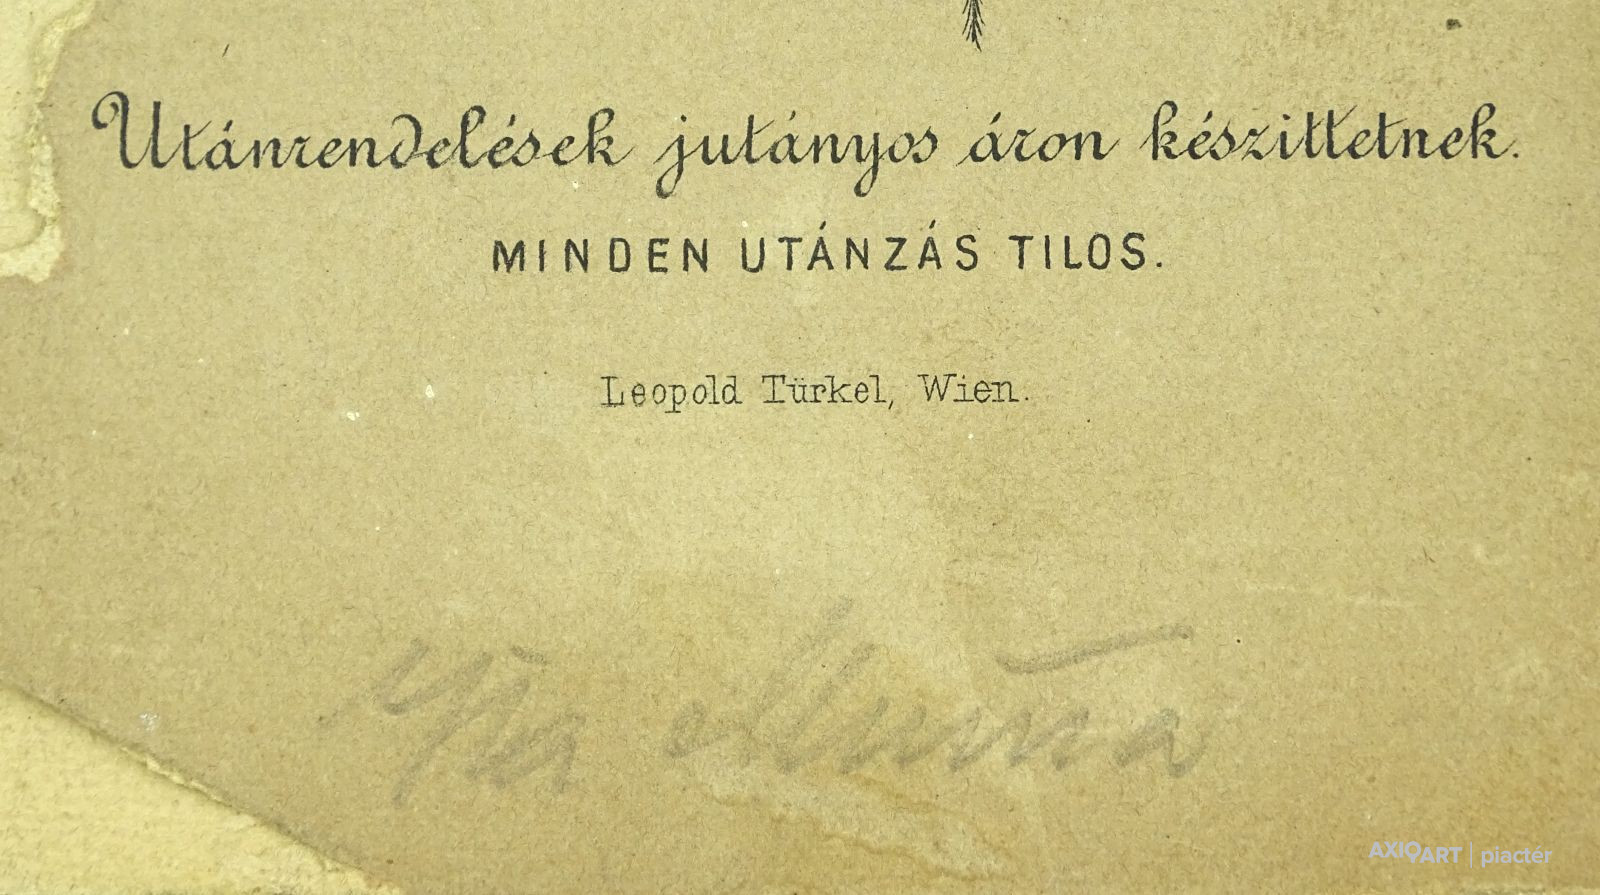 Utánrendelések jutányos áron készittetnek.
MINDEN UTÁNZÁS TILOS.
Leopold Türkel, Wien.
AXIOART | piactér